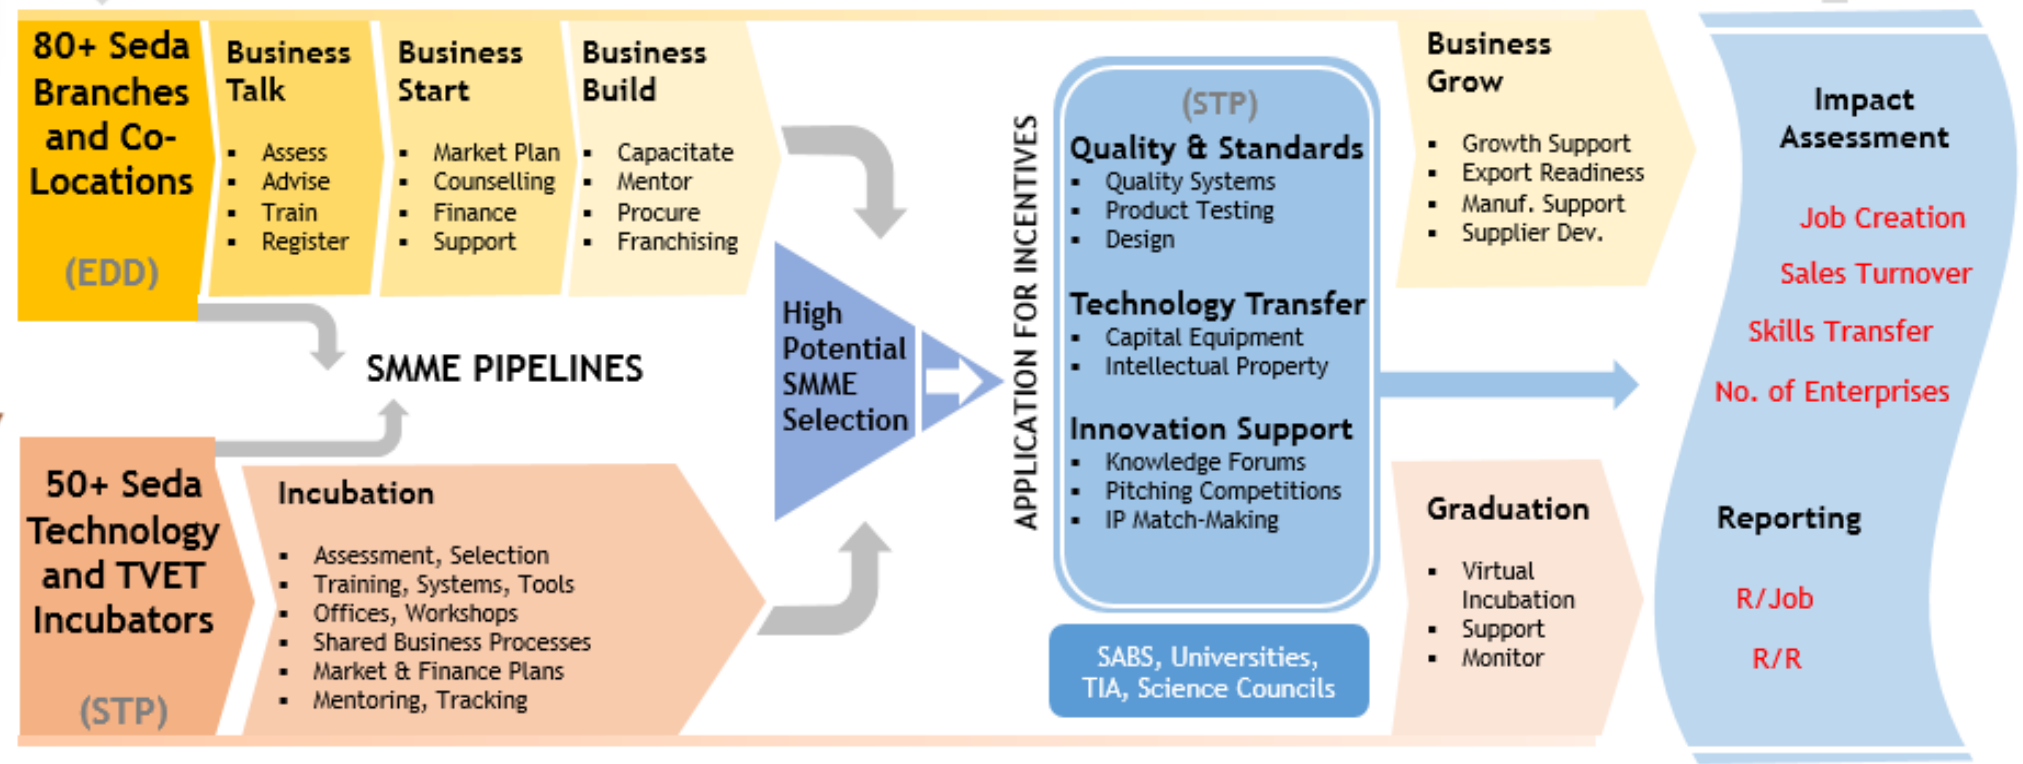 80+ Seda
Branches
and Co-
Locations
(EDD)
Business
Talk
▪ Assess
▪ Advise
▪ Train
▪ Register
Business
Start
▪ Market Plan
▪ Counselling
▪ Finance
▪ Support
Business
Build
▪ Capacitate
▪ Mentor
▪ Procure
▪ Franchising
SMME PIPELINES
50+ Seda
Technology
and TVET
Incubators
(STP)
Incubation
▪ Assessment, Selection
▪ Training, Systems, Tools
▪ Offices, Workshops
▪ Shared Business Processes
▪ Market & Finance Plans
▪ Mentoring, Tracking
High
Potential
SMME
Selection
APPLICATION FOR INCENTIVES
(STP)
Quality & Standards
▪ Quality Systems
▪ Product Testing
▪ Design
Technology Transfer
▪ Capital Equipment
▪ Intellectual Property
Innovation Support
▪ Knowledge Forums
▪ Pitching Competitions
▪ IP Match-Making
SABS, Universities,
TIA, Science Councils
Business
Grow
▪ Growth Support
▪ Export Readiness
▪ Manuf. Support
▪ Supplier Dev.
Graduation
▪ Virtual
Incubation
▪ Support
▪ Monitor
Impact
Assessment
Job Creation
Sales Turnover
Skills Transfer
No. of Enterprises
Reporting
R/Job
R/R